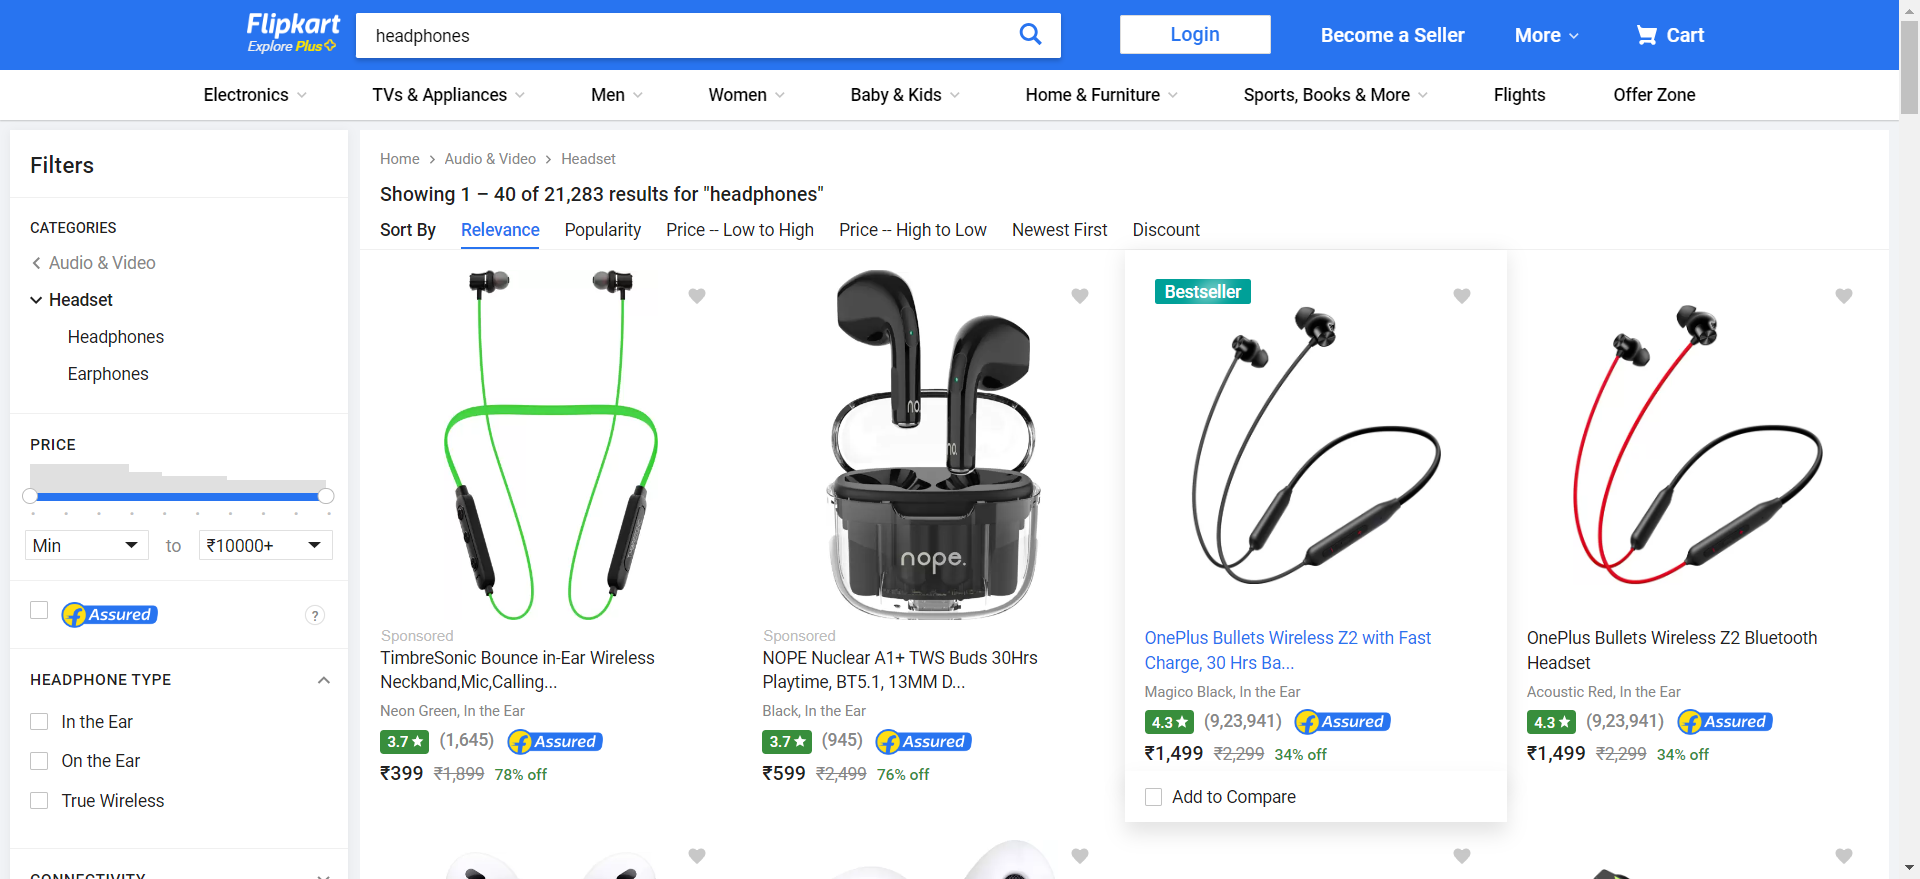 Flipkart
Explore Plus
headphones
Login
Become a Seller
More
Cart
Electronics
TVs & Appliances
Men
Women
Baby & Kids
Home & Furniture
Sports, Books & More
Flights
Offer Zone
Filters
CATEGORIES
Audio & Video
Headset
Headphones
Earphones
PRICE
Min
to
₹10000+
Assured
?
HEADPHONE TYPE
In the Ear
On the Ear
True Wireless
CONNECTIVITY
Home > Audio & Video > Headset
Showing 1 – 40 of 21,283 results for "headphones"
Sort By
Relevance
Popularity
Price -- Low to High
Price -- High to Low
Newest First
Discount
Sponsored
TimbreSonic Bounce in-Ear Wireless
Neckband,Mic,Calling...
Neon Green, In the Ear
3.7 ★ (1,645) Assured
₹399 ₹1,899 78% off
no.
no.
nope.
Sponsored
NOPE Nuclear A1+ TWS Buds 30Hrs
Playtime, BT5.1, 13MM D...
Black, In the Ear
3.7 ★ (945) Assured
₹599 ₹2,499 76% off
Bestseller
OnePlus Bullets Wireless Z2 with Fast
Charge, 30 Hrs Ba...
Magico Black, In the Ear
4.3 ★ (9,23,941) Assured
₹1,499 ₹2,299 34% off
Add to Compare
OnePlus Bullets Wireless Z2 Bluetooth
Headset
Acoustic Red, In the Ear
4.3 ★ (9,23,941) Assured
₹1,499 ₹2,299 34% off